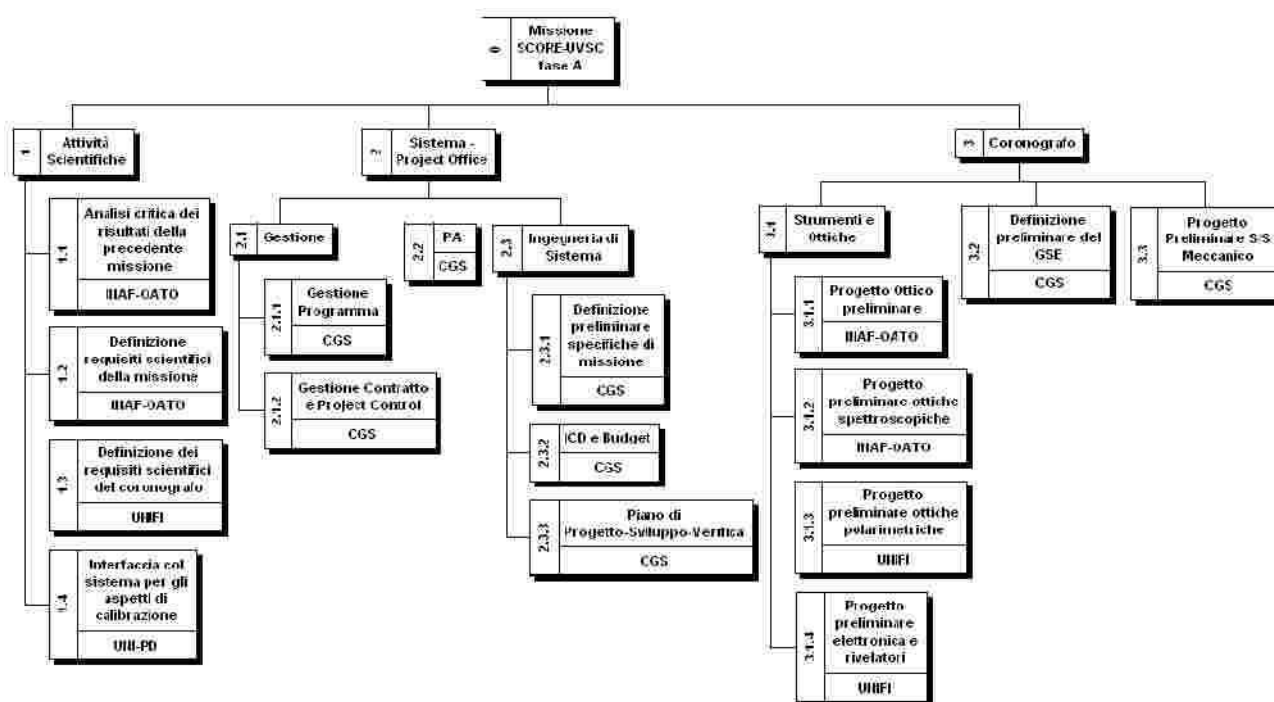 0
Missione
SCORE-UVSC
fase A
1
Attività
Scientifiche
2
Sistema -
Project Office
3
Coronografo
1.1
Analisi critica dei
risultati della
precedente
missione
INAF-OATO
1.2
Definizione
requisiti scientifici
della missione
INAF-OATO
1.3
Definizione dei
requisiti scientifici
del coronografo
UNIFI
1.4
Interfaccia col
sistema per gli
aspetti di
calibrazione
UNI-PD
2.1
Gestione
2.1.1
Gestione
Programma
CGS
2.1.2
Gestione Contratto
e Project Control
CGS
2.2
PA
CGS
2.3
Ingegneria di
Sistema
2.3.1
Definizione
preliminare
specifiche di
missione
CGS
2.3.2
ICD e Budget
CGS
2.3.3
Piano di
Progetto-Sviluppo-Verifica
CGS
3.1
Strumenti e
Ottiche
3.1.1
Progetto Ottico
preliminare
INAF-OATO
3.1.2
Progetto
preliminare ottiche
spettroscopiche
INAF-OATO
3.1.3
Progetto
preliminare ottiche
polarimetriche
UNIFI
3.1.4
Progetto
preliminare
elettronica e
rivelatori
UNIFI
3.2
Definizione
preliminare del
GSE
CGS
3.3
Progetto
Preliminare S/S
Meccanico
CGS